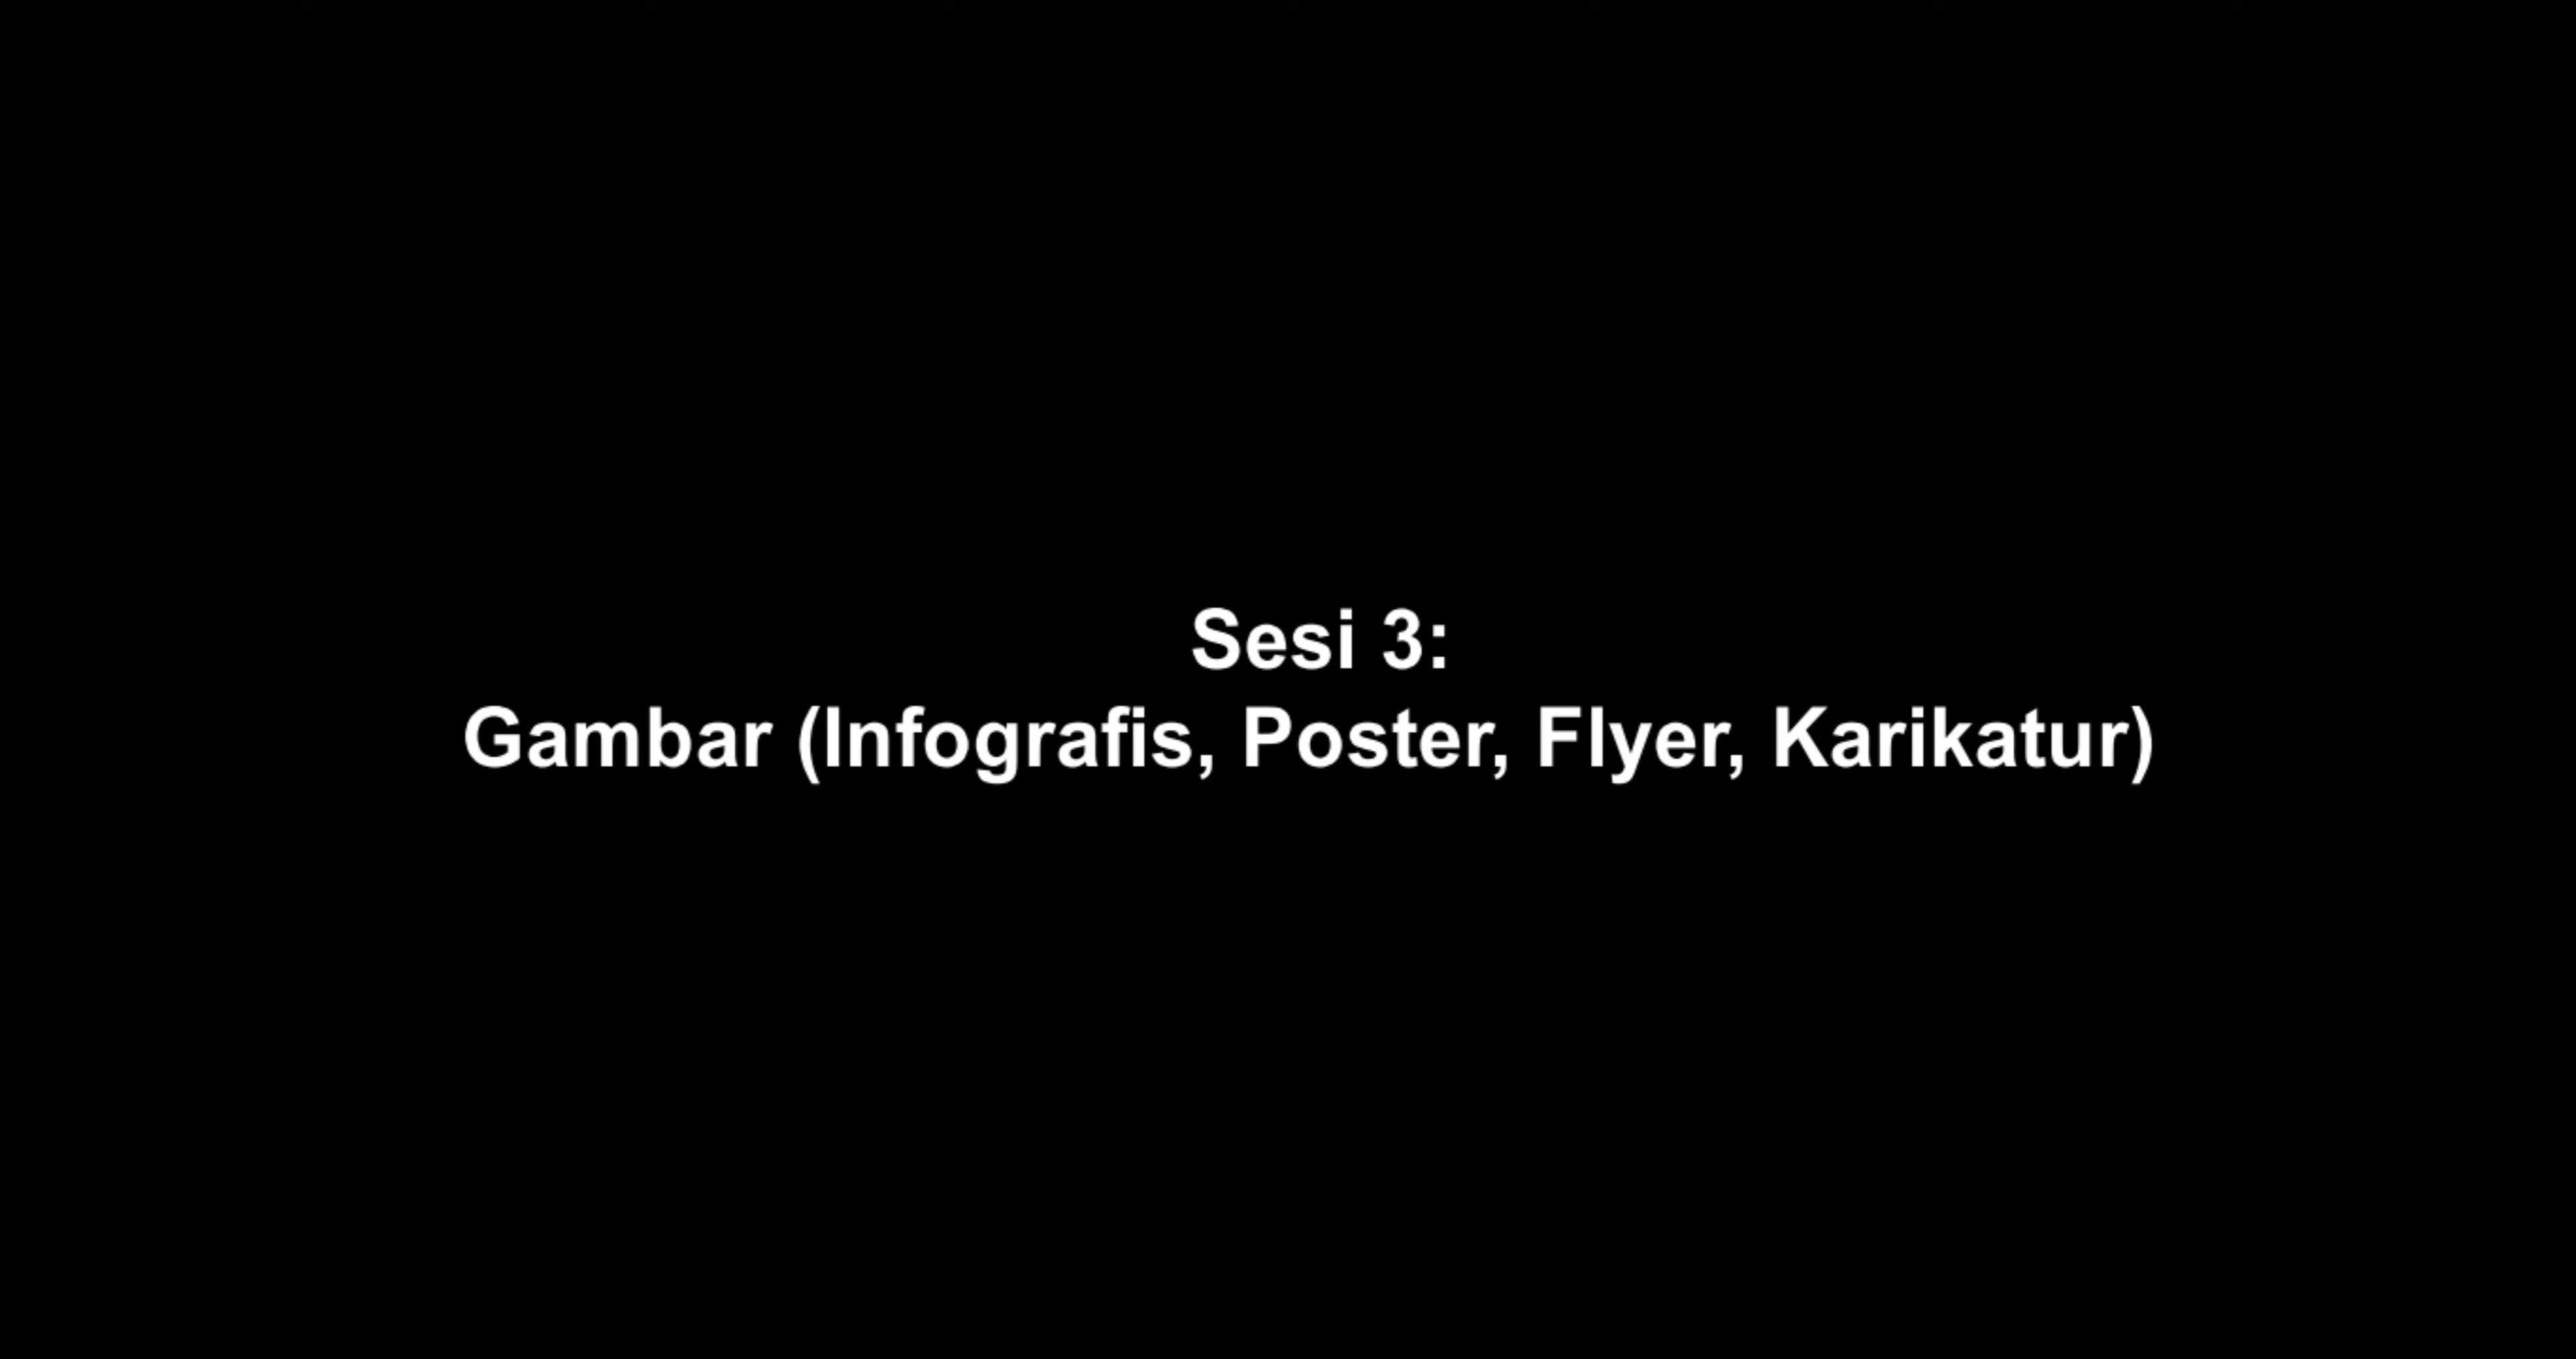 Sesi 3:
Gambar (Infografis, Poster, Flyer, Karikatur)